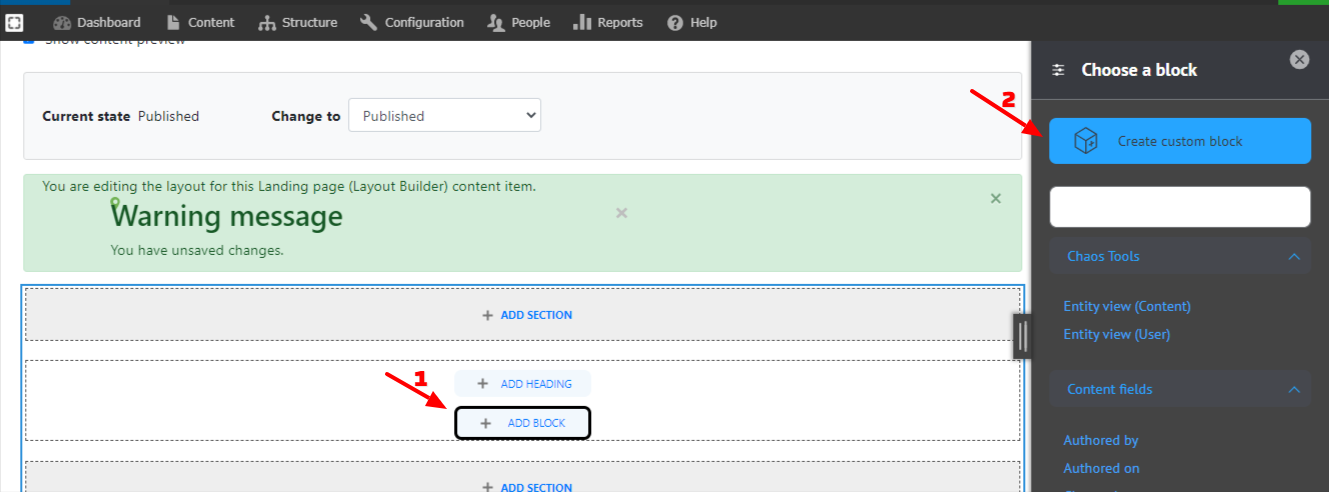 Dashboard Content Structure Configuration People Reports Help
Show content preview
Choose a block
2
Current state Published Change to Published
Create custom block
You are editing the layout for this Landing page (Layout Builder) content item.
Warning message
You have unsaved changes.
Chaos Tools
Entity view (Content)
Entity view (User)
+ ADD SECTION
1
+ ADD HEADING
+ ADD BLOCK
Content fields
Authored by
Authored on
+ ADD SECTION